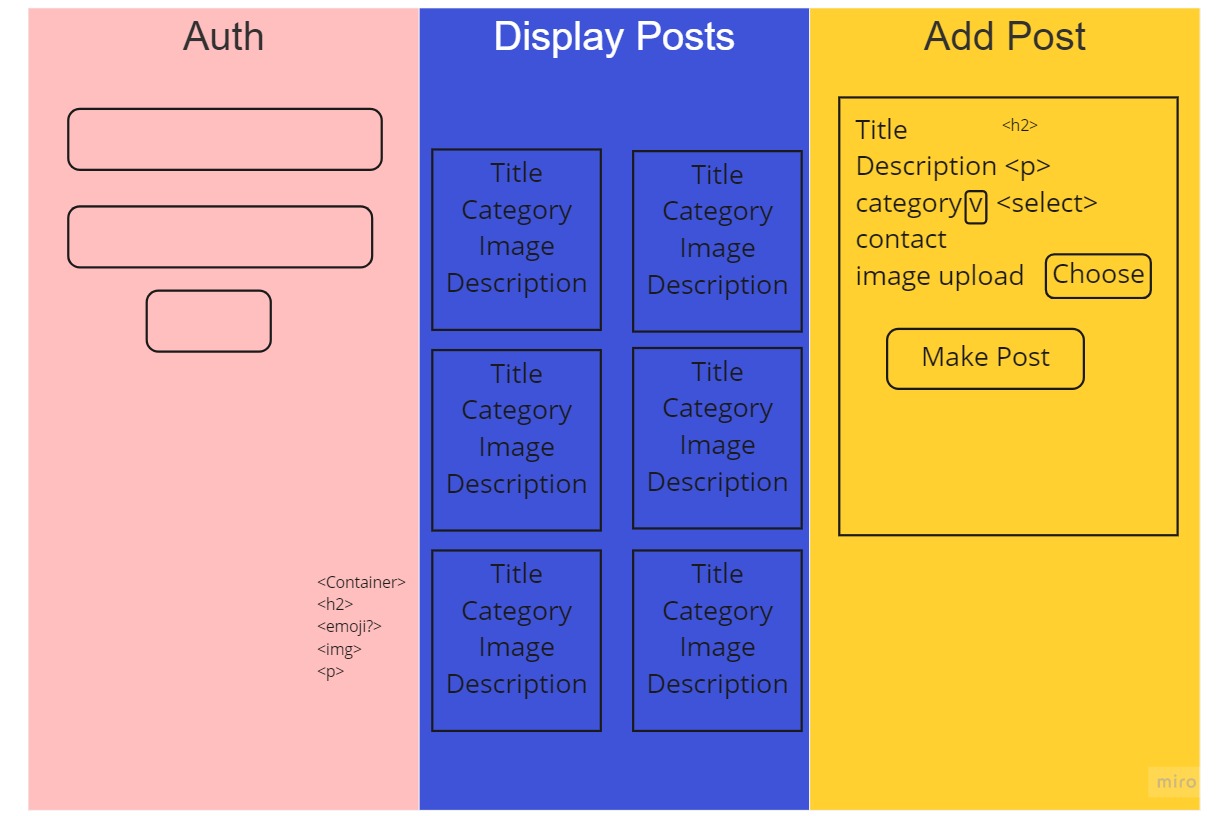 Auth
<Container>
<h2>
<emoji?>
<img>
<p>
Display Posts
Title
Category
Image
Description
Title
Category
Image
Description
Title
Category
Image
Description
Title
Category
Image
Description
Title
Category
Image
Description
Title
Category
Image
Description
Add Post
Title <h2>
Description <p>
category v <select>
contact
image upload Choose
Make Post
miro